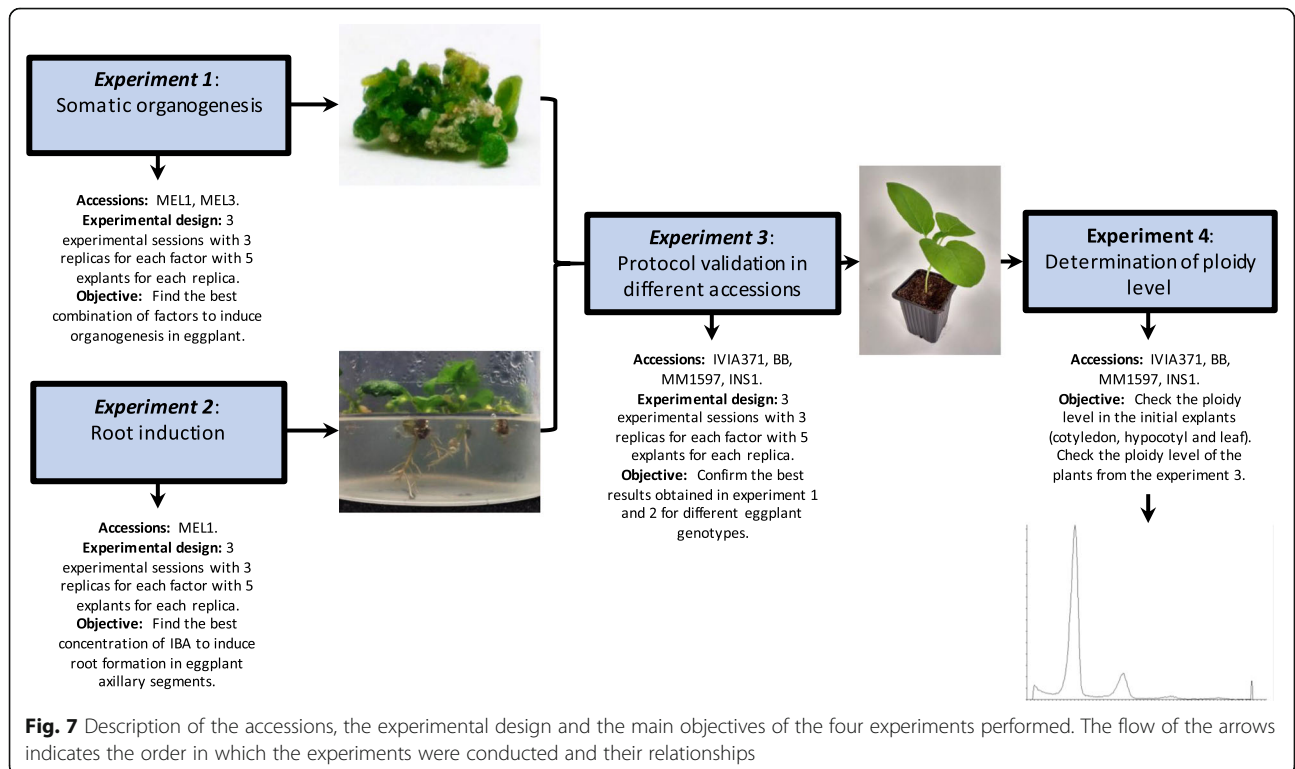 Experiment 1:
Somatic organogenesis
Accessions: MEL1, MEL3.
Experimental design: 3
experimental sessions with 3
replicas for each factor with 5
explants for each replica.
Objective: Find the best
combination of factors to induce
organogenesis in eggplant.
Experiment 2:
Root induction
Accessions: MEL1.
Experimental design: 3
experimental sessions with 3
replicas for each factor with 5
explants for each replica.
Objective: Find the best
concentration of IBA to induce
root formation in eggplant
axillary segments.
Experiment 3:
Protocol validation in
different accessions
Accessions: IVIA371, BB,
MM1597, INS1.
Experimental design: 3
experimental sessions with 3
replicas for each factor with 5
explants for each replica.
Objective: Confirm the best
results obtained in experiment 1
and 2 for different eggplant
genotypes.
Experiment 4:
Determination of ploidy
level
Accessions: IVIA371, BB,
MM1597, INS1.
Objective: Check the ploidy
level in the initial explants
(cotyledon, hypocotyl and leaf).
Check the ploidy level of the
plants from the experiment 3.
Fig. 7 Description of the accessions, the experimental design and the main objectives of the four experiments performed. The flow of the arrows
indicates the order in which the experiments were conducted and their relationships